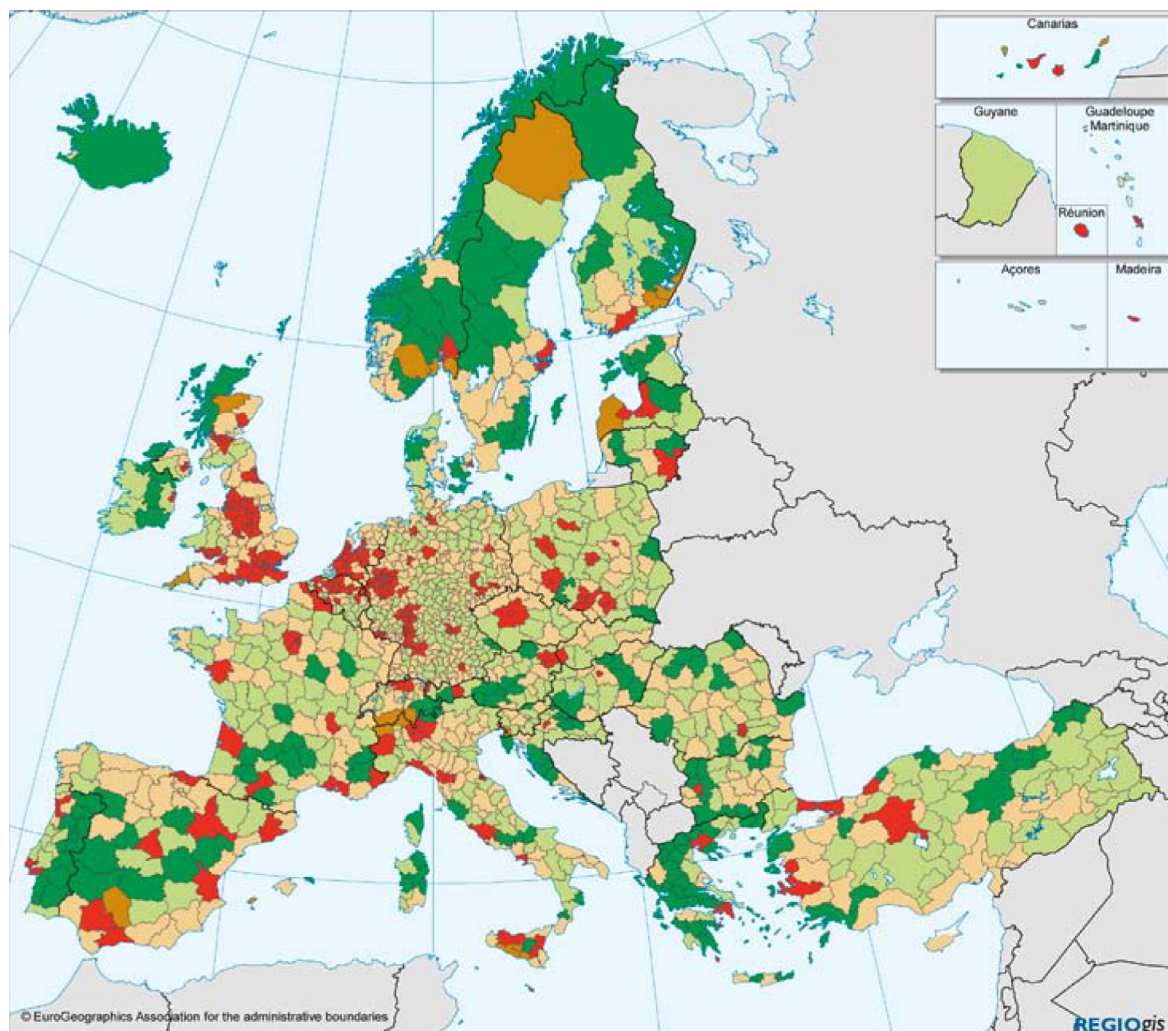 Canarias
Guyane
Guadeloupe
Martinique
Réunion
Açores
Madeira
© EuroGeographics Association for the administrative boundaries
REGIOgis